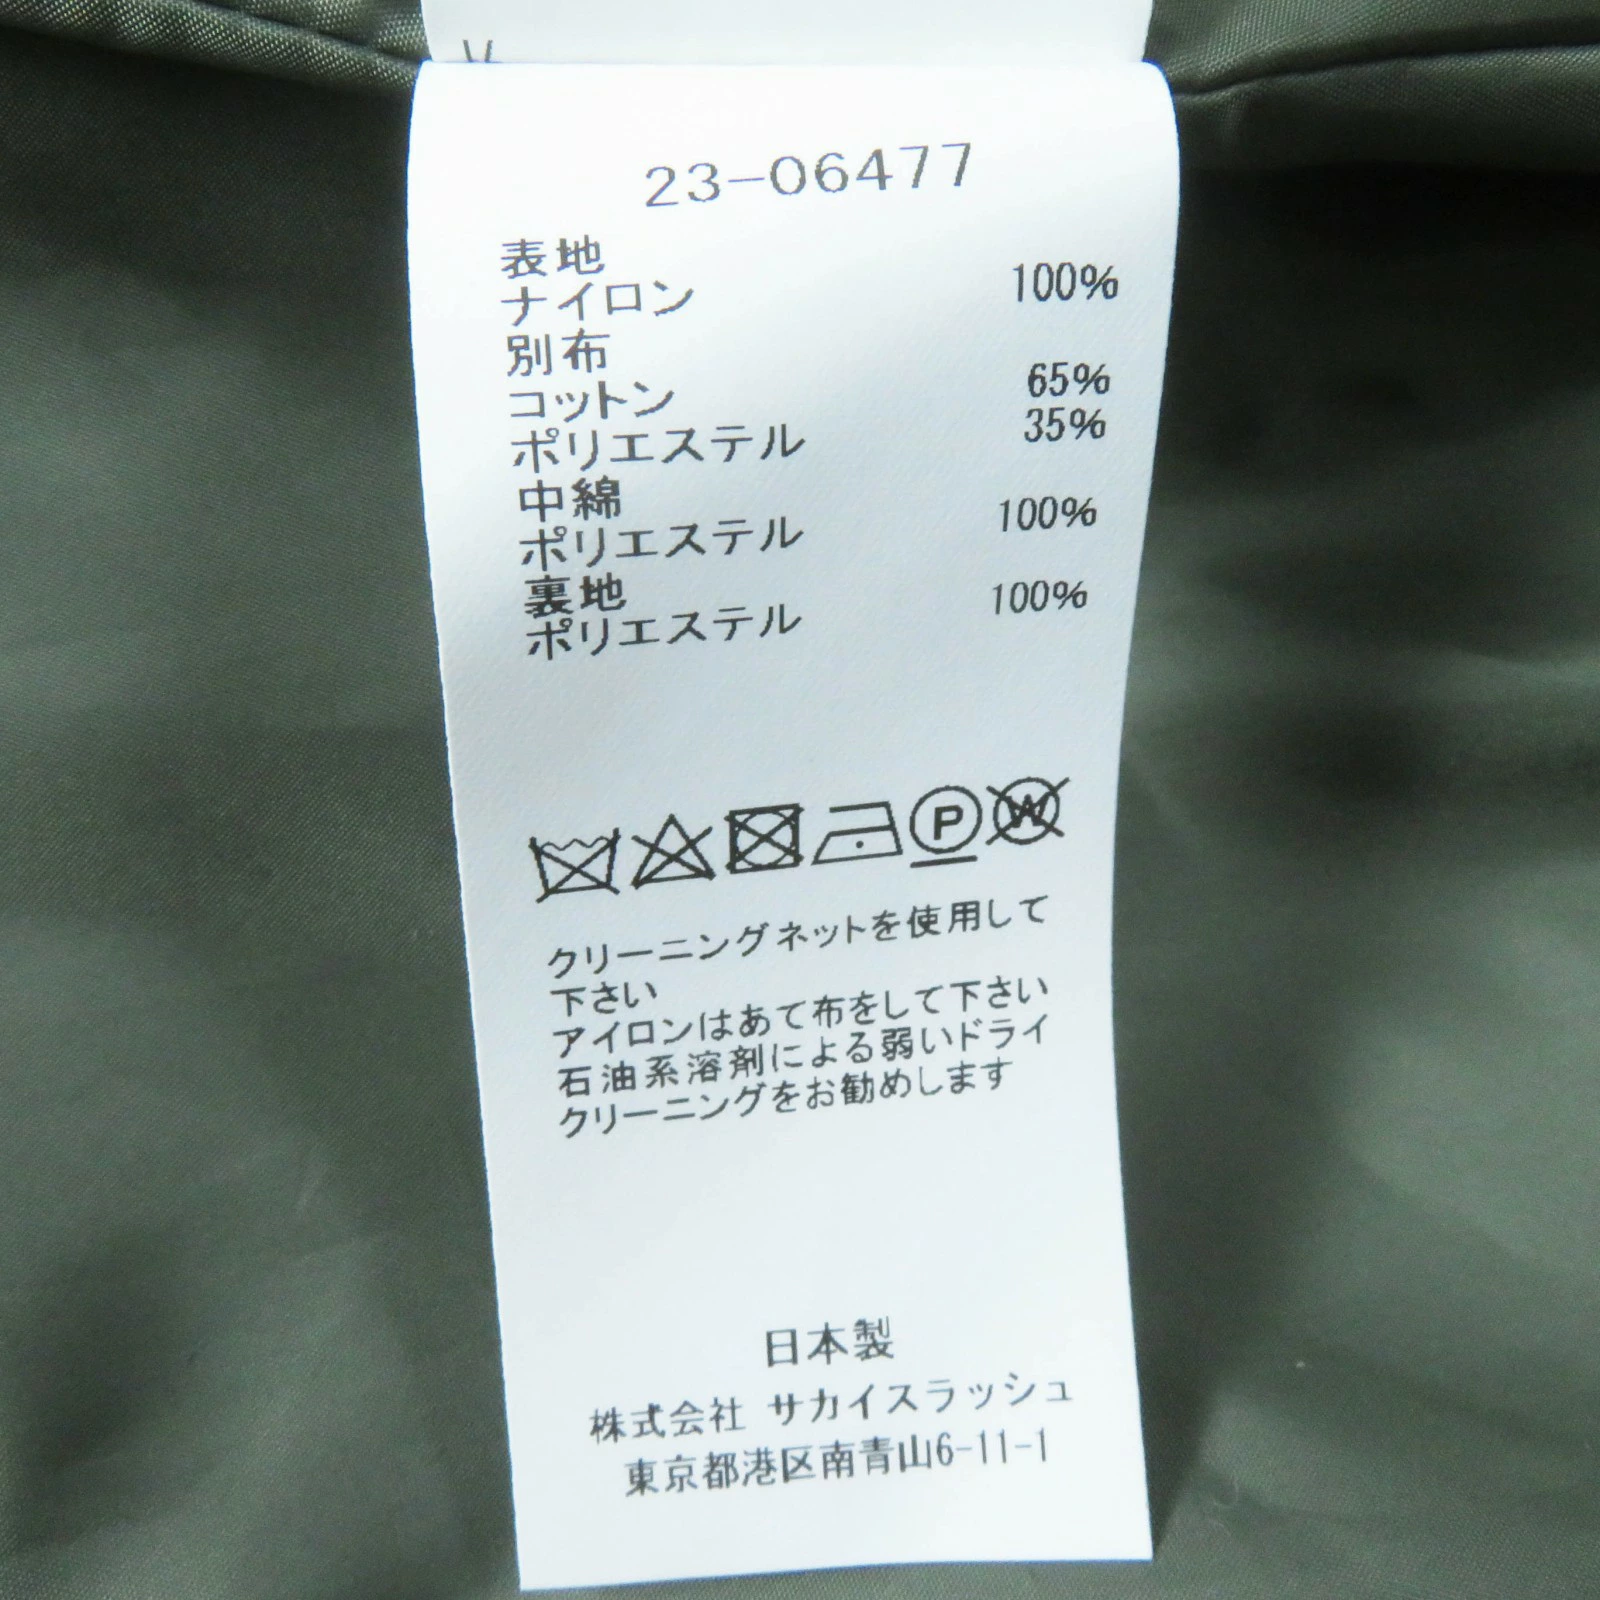 23-06477
表地
ナイロン 100%
別布
コットン 65%
ポリエステル 35%
中綿
ポリエステル 100%
裏地
ポリエステル 100%
P W
クリーニングネットを使用して
下さい
アイロンはあて布をして下さい
石油系溶剤による弱いドライ
クリーニングをお勧めします
日本製
株式会社 サカイスラッシュ
東京都港区南青山6-11-1